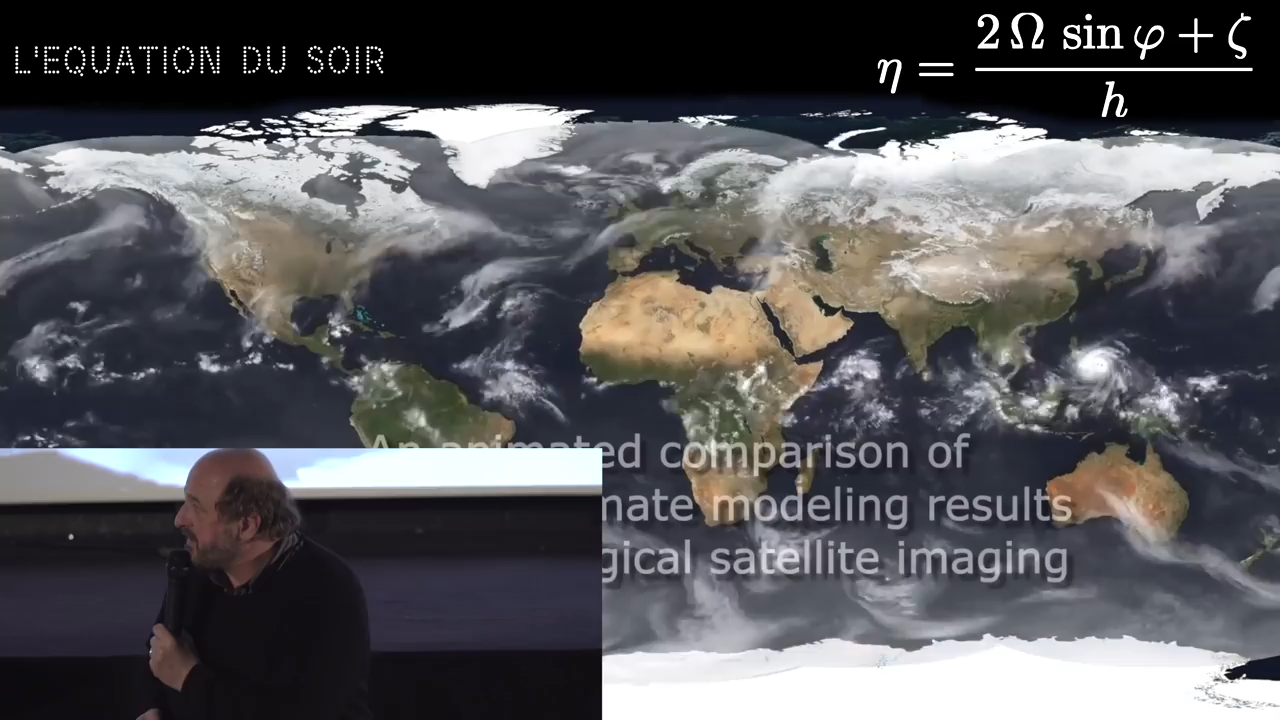 L'EQUATION DU SOIR
η = (2 Ω sin φ + ζ) / h
ed comparison of
mate modeling results
gical satellite imaging